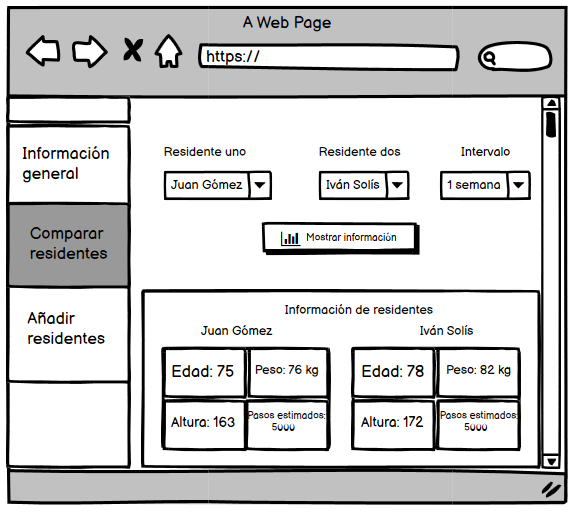 A Web Page
https://
Información
general
Comparar
residentes
Añadir
residentes
Residente uno
Residente dos
Intervalo
Juan Gómez
Iván Solís
1 semana
Mostrar información
Información de residentes
Juan Gómez
Iván Solís
Edad: 75
Peso: 76 kg
Edad: 78
Peso: 82 kg
Altura: 163
Pasos estimados:
5000
Altura: 172
Pasos estimados:
5000